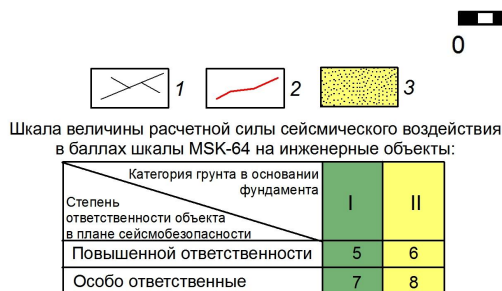 0
1
2
3
Шкала величины расчетной силы сейсмического воздействия
в баллах шкалы MSK-64 на инженерные объекты:
Категория грунта в основании
фундамента
Степень
ответственности объекта
в плане сейсмобезопасности
I
II
Повышенной ответственности 5 6
Особо ответственные 7 8